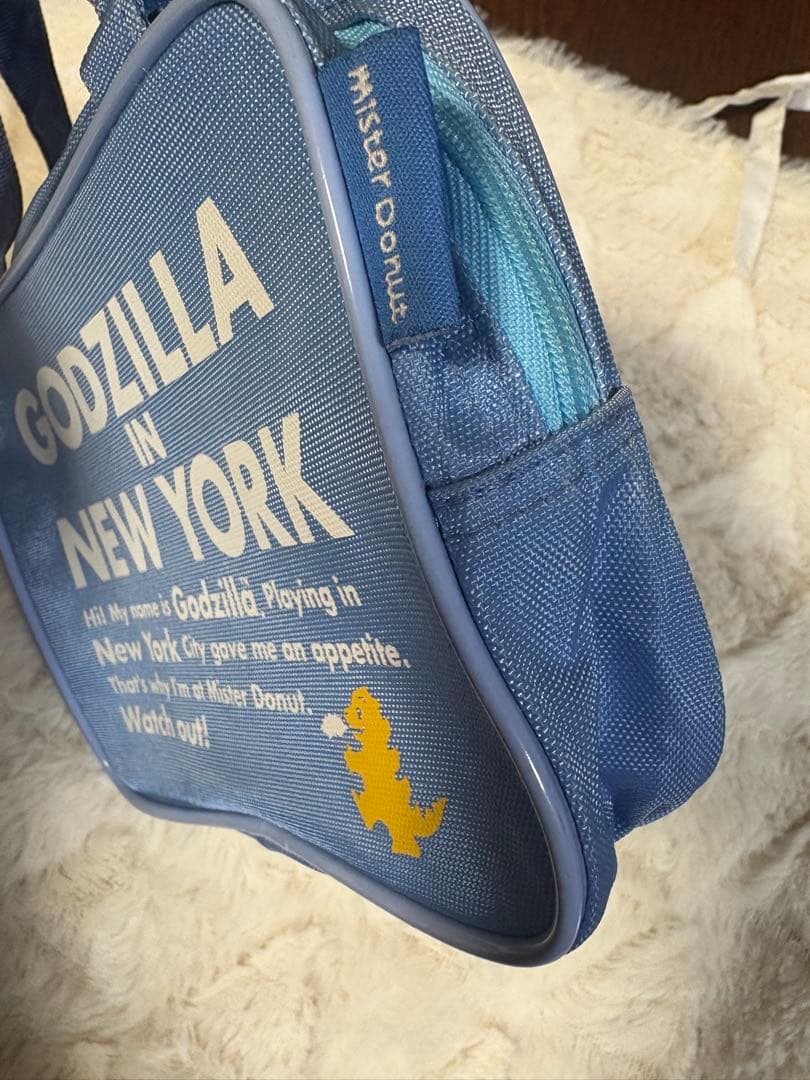 Mister Donut
GODZILLA
IN
NEW YORK
Hi! My name is Godzilla. Playing in
New York City gave me an appetite.
That's why I'm at Mister Donut.
Watch out!